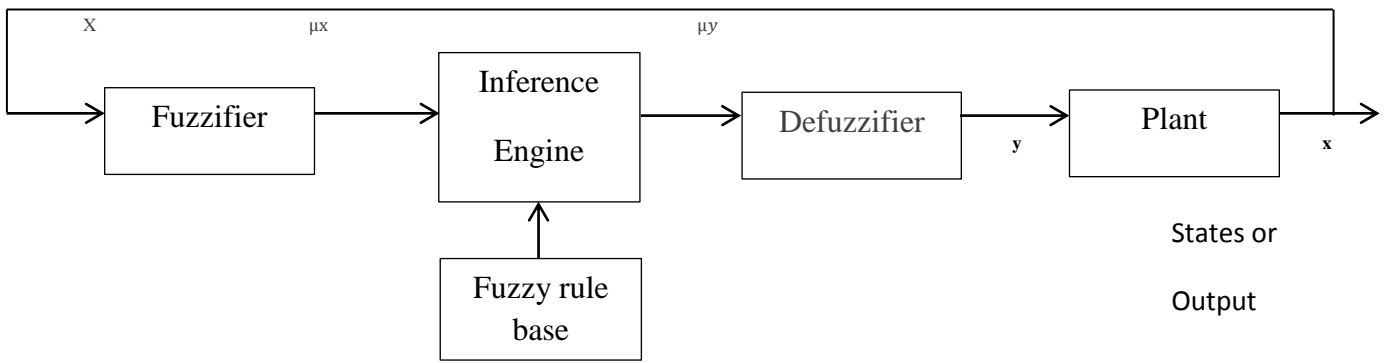 X
μx
μy
Fuzzifier
Inference
Engine
Defuzzifier
y
Plant
x
States or
Output
Fuzzy rule
base